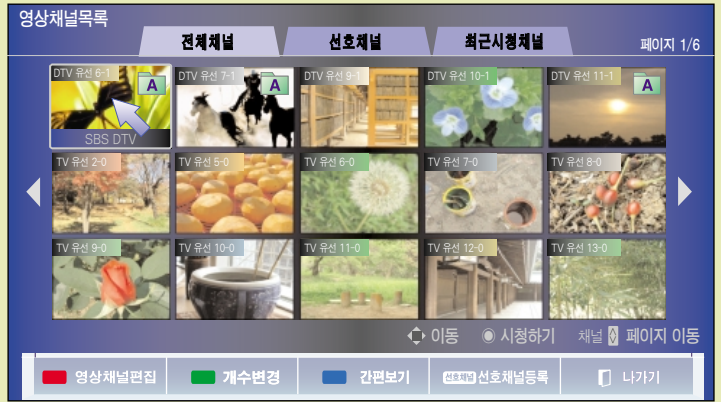 영상채널목록
전체채널 선호채널 최근시청채널
페이지 1/6
DTV 유선 6-1 A DTV 유선 7-1 A DTV 유선 9-1 DTV 유선 10-1 DTV 유선 11-1 A
SBS DTV
TV 유선 2-0 TV 유선 5-0 TV 유선 6-0 TV 유선 7-0 TV 유선 8-0
TV 유선 9-0 TV 유선 10-0 TV 유선 11-0 TV 유선 12-0 TV 유선 13-0
이동 시청하기 채널 페이지 이동
영상채널편집 개수변경 간편보기 선호채널 선호채널등록 나가기